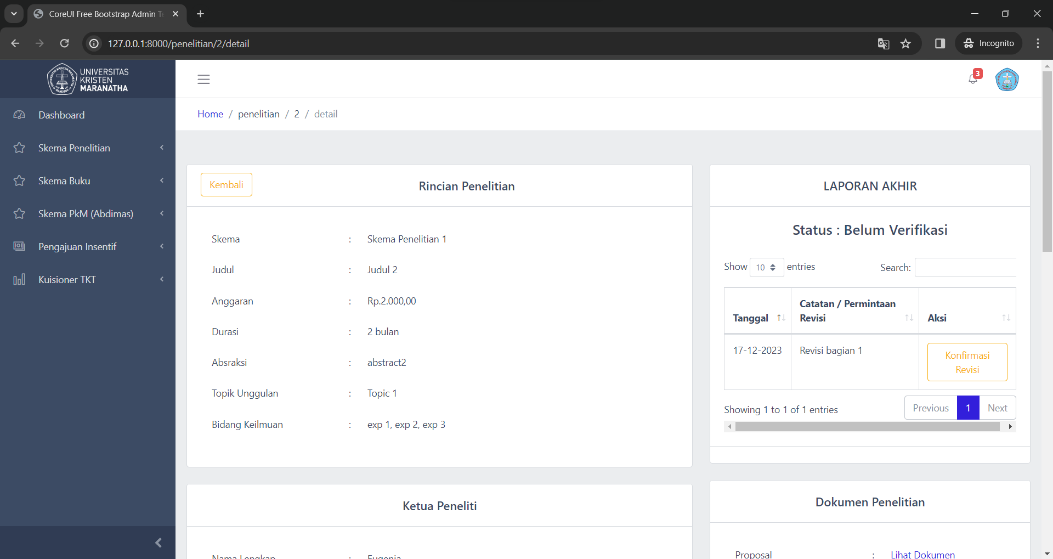 CoreUI Free Bootstrap Admin T
127.0.0.1:8000/penelitian/2/detail
Incognito
UNIVERSITAS
KRISTEN
MARANATHA
3
Dashboard
Skema Penelitian
Skema Buku
Skema PkM (Abdimas)
Pengajuan Insentif
Kuisioner TKT
Home / penelitian / 2 / detail
Kembali
Rincian Penelitian
Skema : Skema Penelitian 1
Judul : Judul 2
Anggaran : Rp.2.000,00
Durasi : 2 bulan
Absraksi : abstract2
Topik Unggulan : Topic 1
Bidang Keilmuan : exp 1, exp 2, exp 3
Ketua Peneliti
Nama Lengkap : Eugenia
LAPORAN AKHIR
Status : Belum Verifikasi
Show 10 entries Search:
Tanggal
Catatan / Permintaan
Revisi
Aksi
17-12-2023
Revisi bagian 1
Konfirmasi
Revisi
Showing 1 to 1 of 1 entries
Previous 1 Next
Dokumen Penelitian
Proposal : Lihat Dokumen